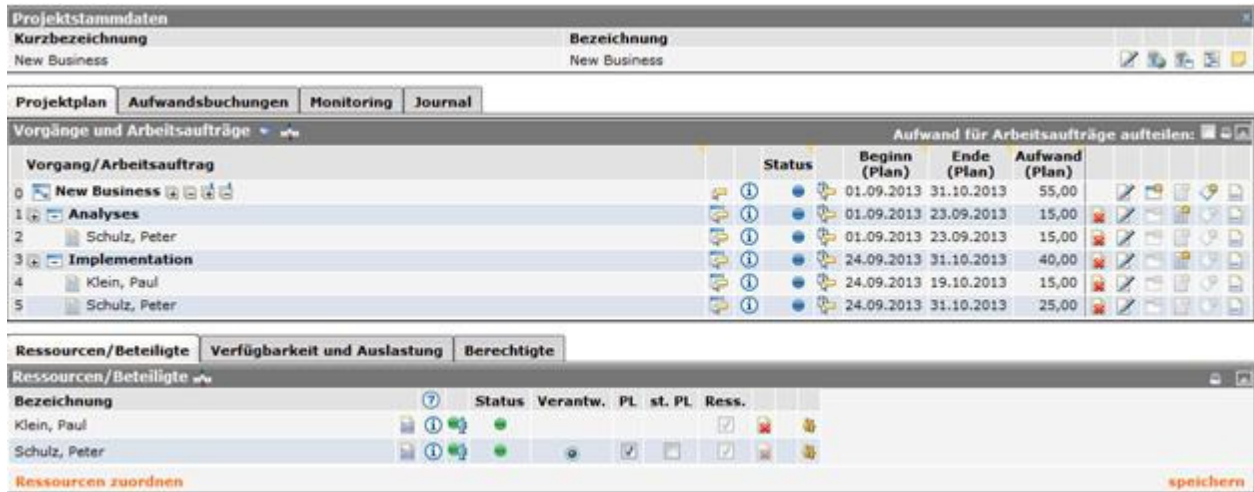 Projektstammdaten
Kurzbezeichnung Bezeichnung
New Business New Business
Projektplan Aufwandsbuchungen Monitoring Journal
Vorgänge und Arbeitsaufträge Aufwand für Arbeitsaufträge aufteilen:
Vorgang/Arbeitsauftrag Status Beginn (Plan) Ende (Plan) Aufwand (Plan)
0 New Business 01.09.2013 31.10.2013 55,00
1 Analyses 01.09.2013 23.09.2013 15,00
2 Schulz, Peter 01.09.2013 23.09.2013 15,00
3 Implementation 24.09.2013 31.10.2013 40,00
4 Klein, Paul 24.09.2013 19.10.2013 15,00
5 Schulz, Peter 24.09.2013 31.10.2013 25,00
Ressourcen/Beteiligte Verfügbarkeit und Auslastung Berechtigte
Ressourcen/Beteiligte
Bezeichnung Status Verantw. PL st. PL Ress.
Klein, Paul
Schulz, Peter
Ressourcen zuordnen speichern